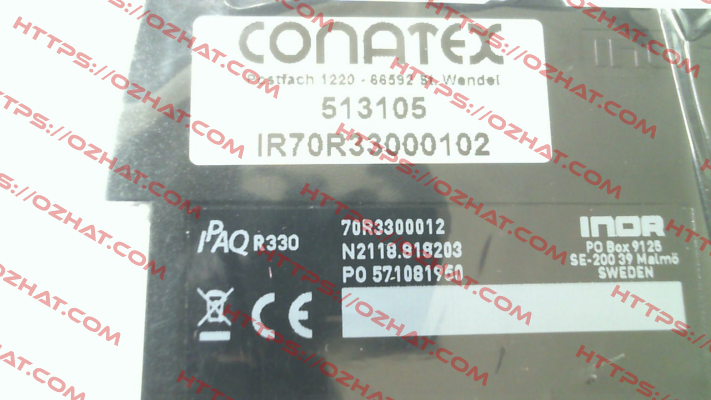 CONATEX
Postfach 1220 - 66592 St. Wendel
513105
IR70R33000102
IPAQ R330
70R3300012
N2118.818203
PO 571081950
INOR
PO Box 9125
SE-200 39 Malmö
SWEDEN
CE
HTTPS://OZHAT.COM